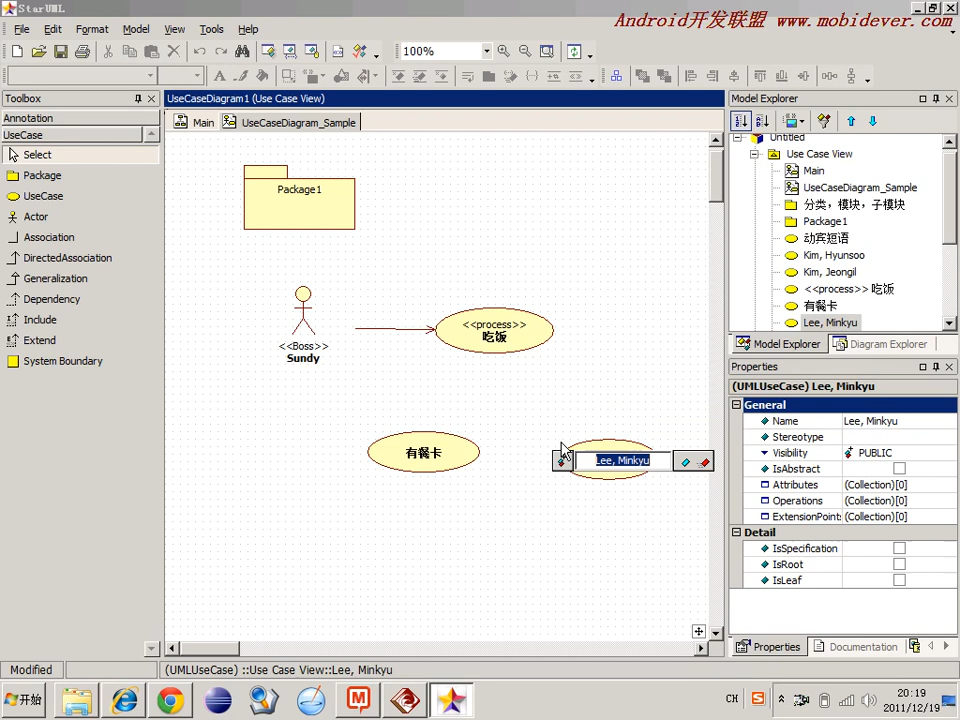 StarUML
Android开发联盟 www.mobidever.com
File Edit Format Model View Tools Help
100%
Toolbox
UseCaseDiagram1 (Use Case View)
Model Explorer
Annotation
UseCase
Main
UseCaseDiagram_Sample
Select
Package
UseCase
Actor
Association
DirectedAssociation
Generalization
Dependency
Include
Extend
System Boundary
Package1
<<Boss>>
Sundy
<<process>>
吃饭
有餐卡
Lee, Minkyu
Untitled
Use Case View
Main
UseCaseDiagram_Sample
分类，模块，子模块
Package1
动宾短语
Kim, Hyunsoo
Kim, Jeongil
<<process>> 吃饭
有餐卡
Lee, Minkyu
Model Explorer
Diagram Explorer
Properties
(UMLUseCase) Lee, Minkyu
General
Name Lee, Minkyu
Stereotype
Visibility PUBLIC
IsAbstract
Attributes (Collection)[0]
Operations (Collection)[0]
ExtensionPoints (Collection)[0]
Detail
IsSpecification
IsRoot
IsLeaf
Properties
Documentation
Modified
(UMLUseCase) ::Use Case View::Lee, Minkyu
开始
CH
20:19
2011/12/19